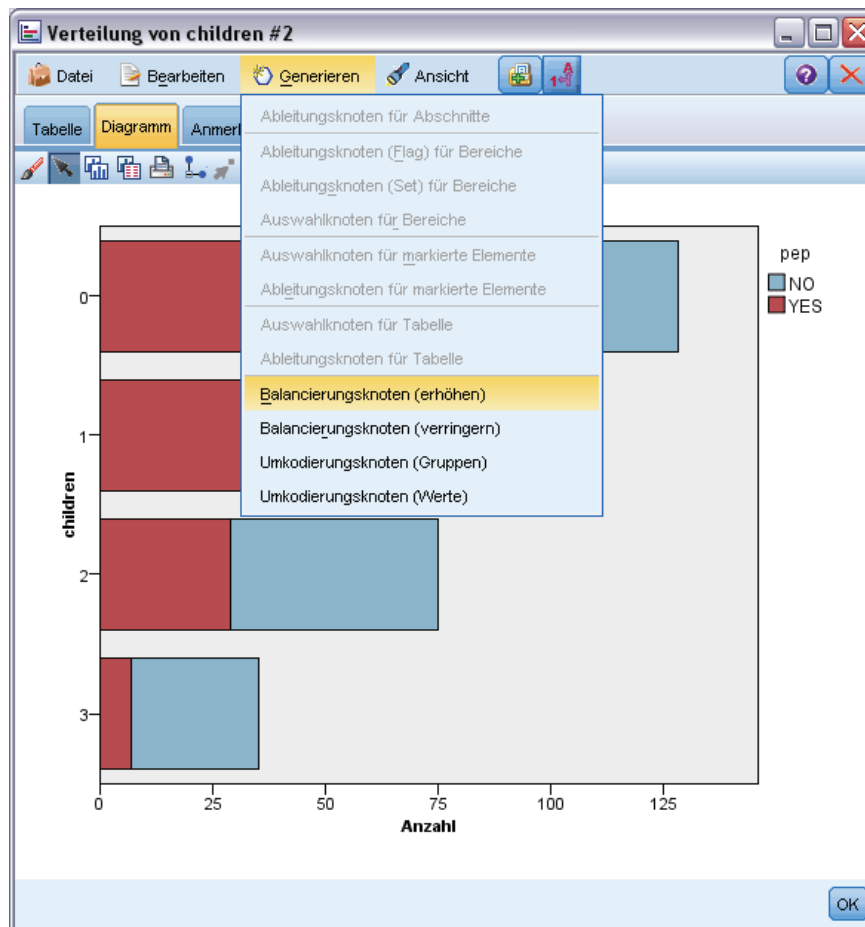 Verteilung von children #2
Datei Bearbeiten Generieren Ansicht
Tabelle Diagramm Anmerk
Ableitungsknoten für Abschnitte
Ableitungsknoten (Flag) für Bereiche
Ableitungsknoten (Set) für Bereiche
Auswahlknoten für Bereiche
Auswahlknoten für markierte Elemente
Ableitungsknoten für markierte Elemente
Auswahlknoten für Tabelle
Ableitungsknoten für Tabelle
Balancierungsknoten (erhöhen)
Balancierungsknoten (verringern)
Umkodierungsknoten (Gruppen)
Umkodierungsknoten (Werte)
pep
NO
YES
children
0
1
2
3
0 25 50 75 100 125
Anzahl
OK